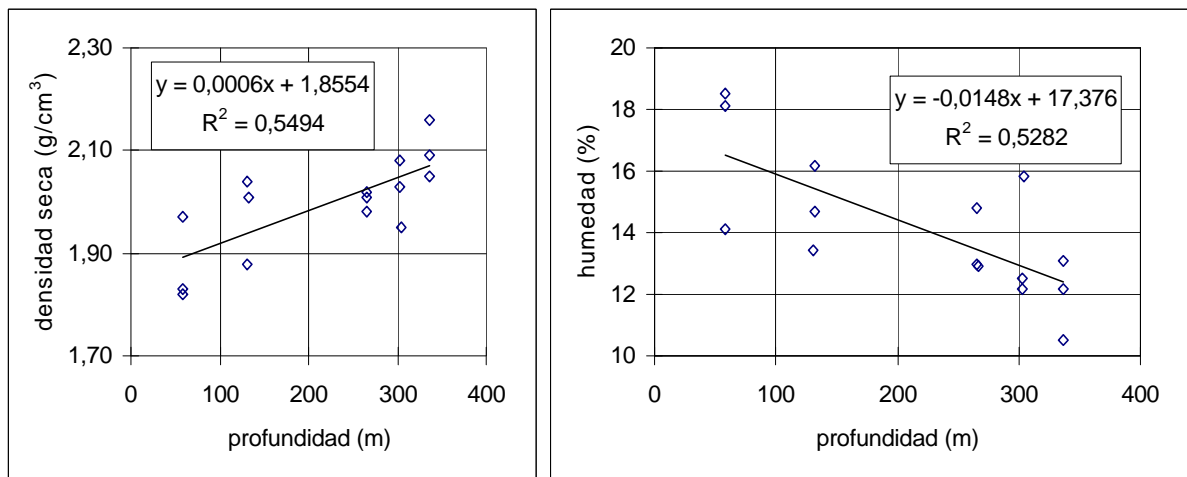 2,30
2,10
1,90
1,70
densidad seca (g/cm³)
y = 0,0006x + 1,8554
R² = 0,5494
0 100 200 300 400
profundidad (m)
20
18
16
14
12
10
humedad (%)
y = -0,0148x + 17,376
R² = 0,5282
0 100 200 300 400
profundidad (m)